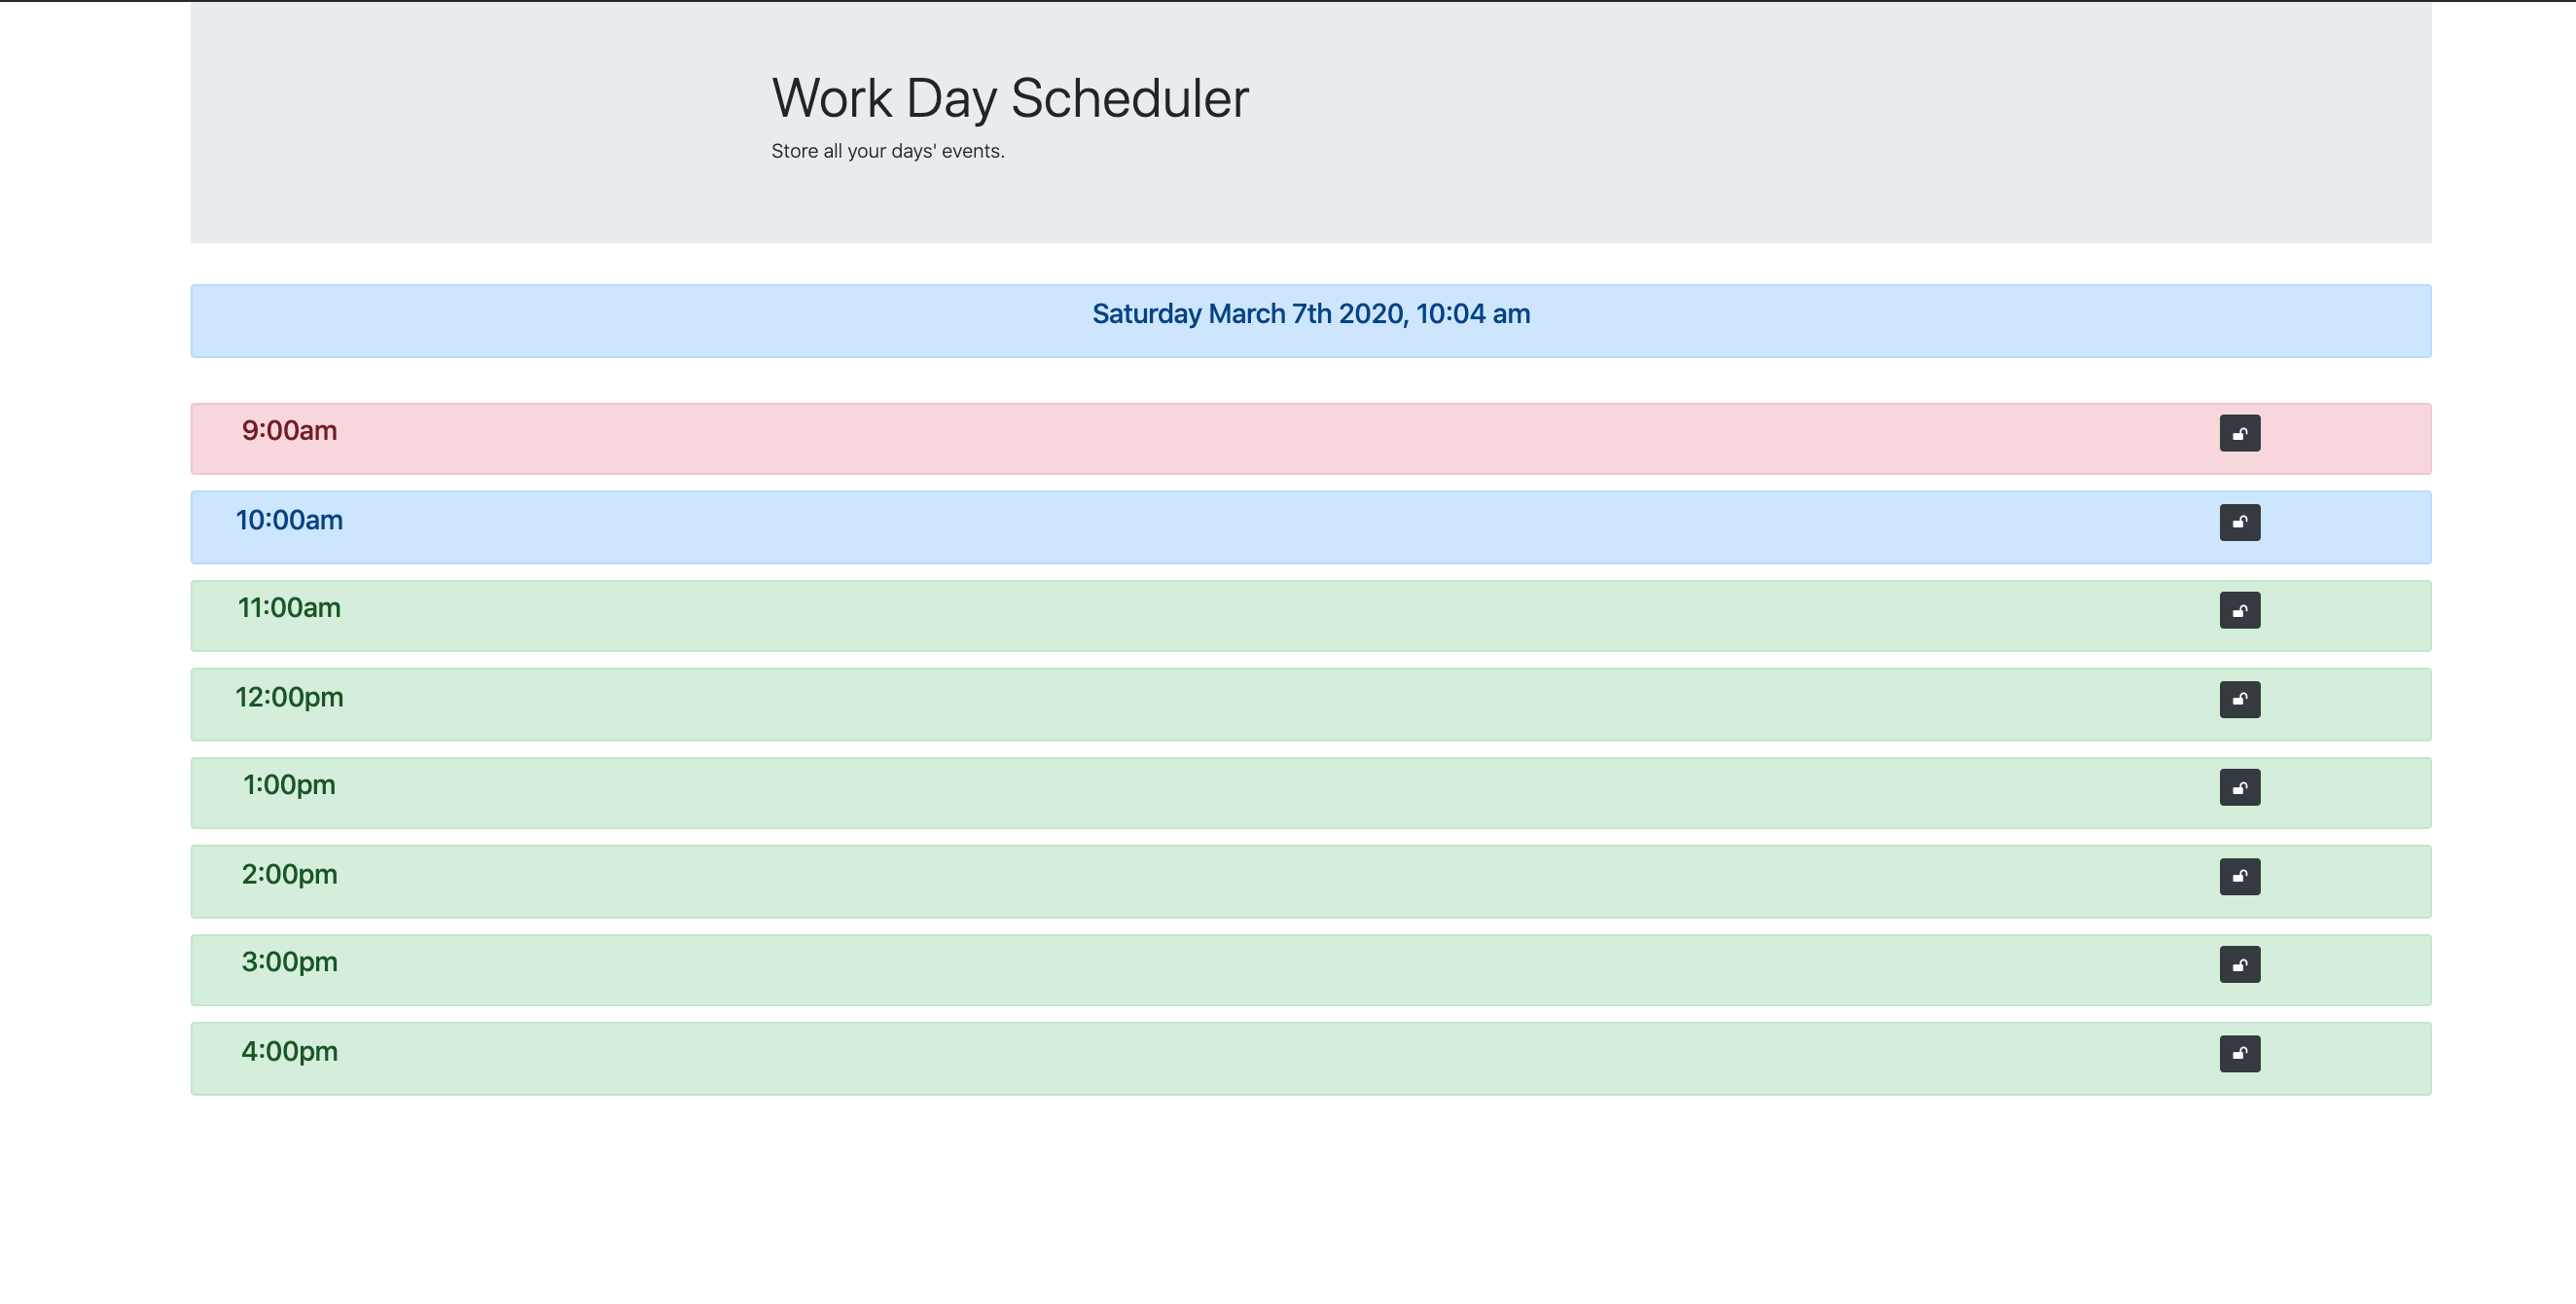 Work Day Scheduler
Store all your days' events.
Saturday March 7th 2020, 10:04 am
9:00am
10:00am
11:00am
12:00pm
1:00pm
2:00pm
3:00pm
4:00pm